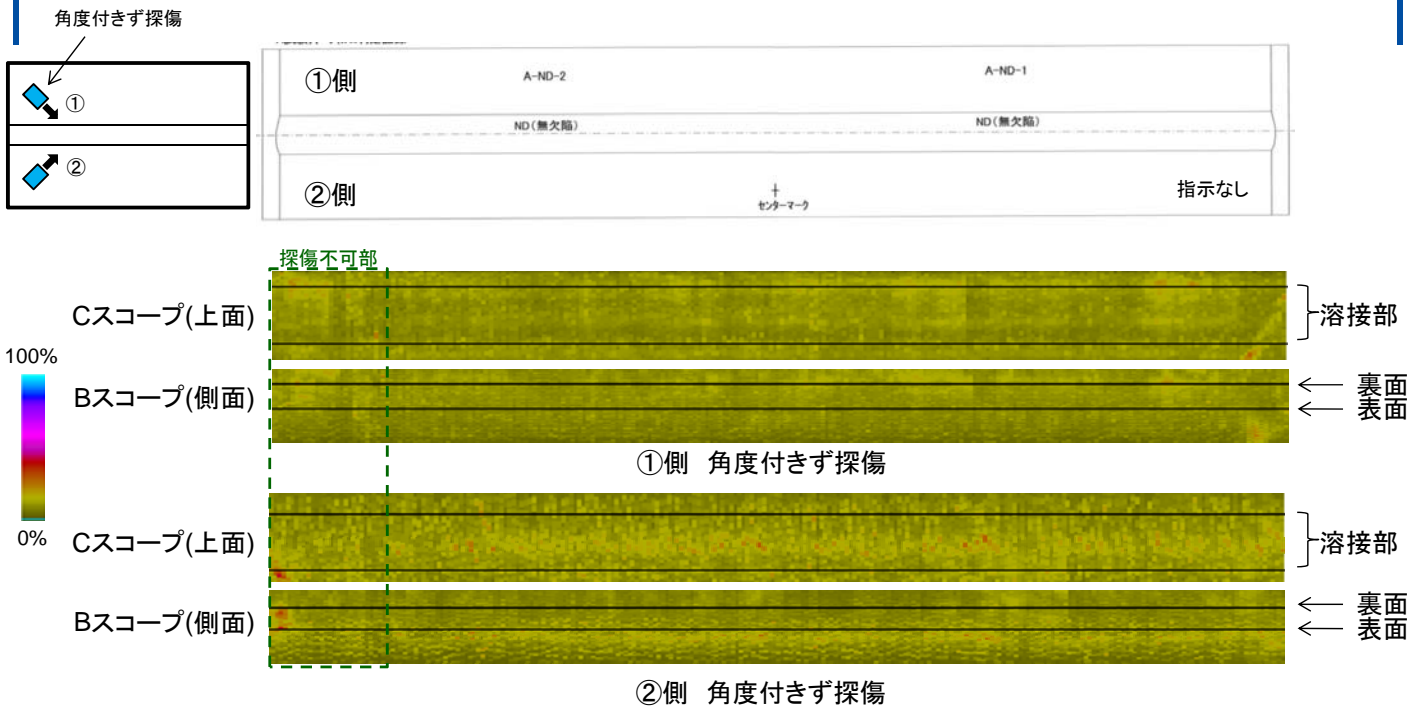 角度付きず探傷
①
②
①側
A-ND-2
A-ND-1
ND(無欠陥)
ND(無欠陥)
②側
センターマーク
指示なし
探傷不可部
Cスコープ(上面)
溶接部
100%
0%
Bスコープ(側面)
裏面
表面
①側 角度付きず探傷
Cスコープ(上面)
溶接部
Bスコープ(側面)
裏面
表面
②側 角度付きず探傷